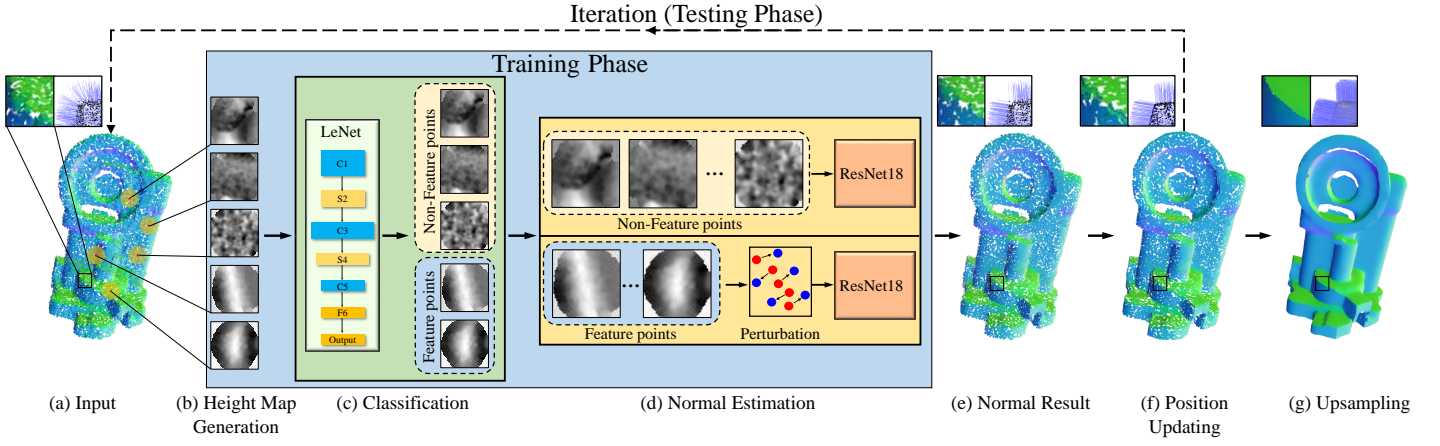 Iteration (Testing Phase)
Training Phase
LeNet
C1
S2
C3
S4
C5
F6
Output
Non-Feature points
Feature points
...
ResNet18
Non-Feature points
...
ResNet18
Feature points
Perturbation
(a) Input
(b) Height Map
Generation
(c) Classification
(d) Normal Estimation
(e) Normal Result
(f) Position
Updating
(g) Upsampling